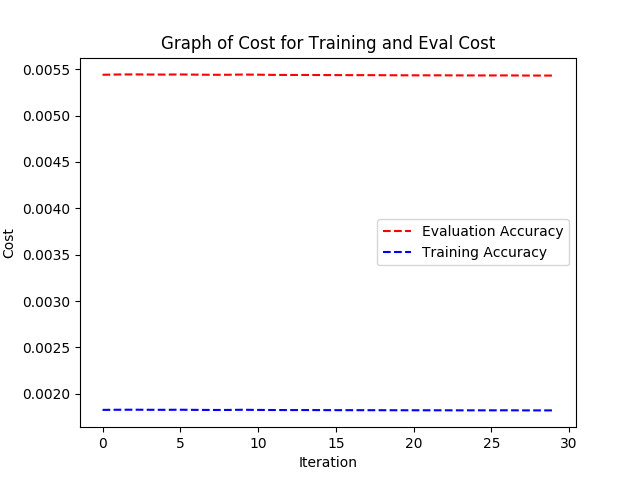 Graph of Cost for Training and Eval Cost
0.0055
0.0050
0.0045
0.0040
0.0035
0.0030
0.0025
0.0020
Cost
Evaluation Accuracy
Training Accuracy
0 5 10 15 20 25 30
Iteration